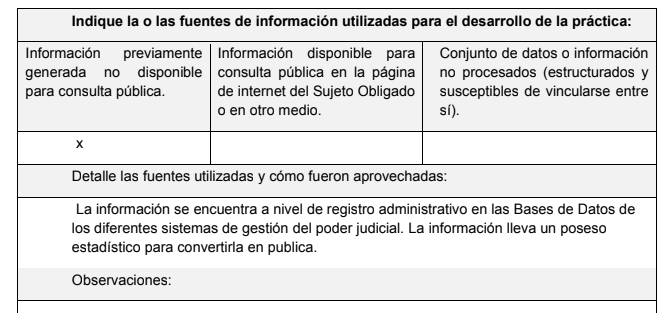 Indique la o las fuentes de información utilizadas para el desarrollo de la práctica:
Información previamente
generada no disponible
para consulta pública.
Información disponible para
consulta pública en la página
de internet del Sujeto Obligado
o en otro medio.
Conjunto de datos o información
no procesados (estructurados y
susceptibles de vincularse entre
sí).
x
Detalle las fuentes utilizadas y cómo fueron aprovechadas:
La información se encuentra a nivel de registro administrativo en las Bases de Datos de
los diferentes sistemas de gestión del poder judicial. La información lleva un poseso
estadístico para convertirla en publica.
Observaciones: